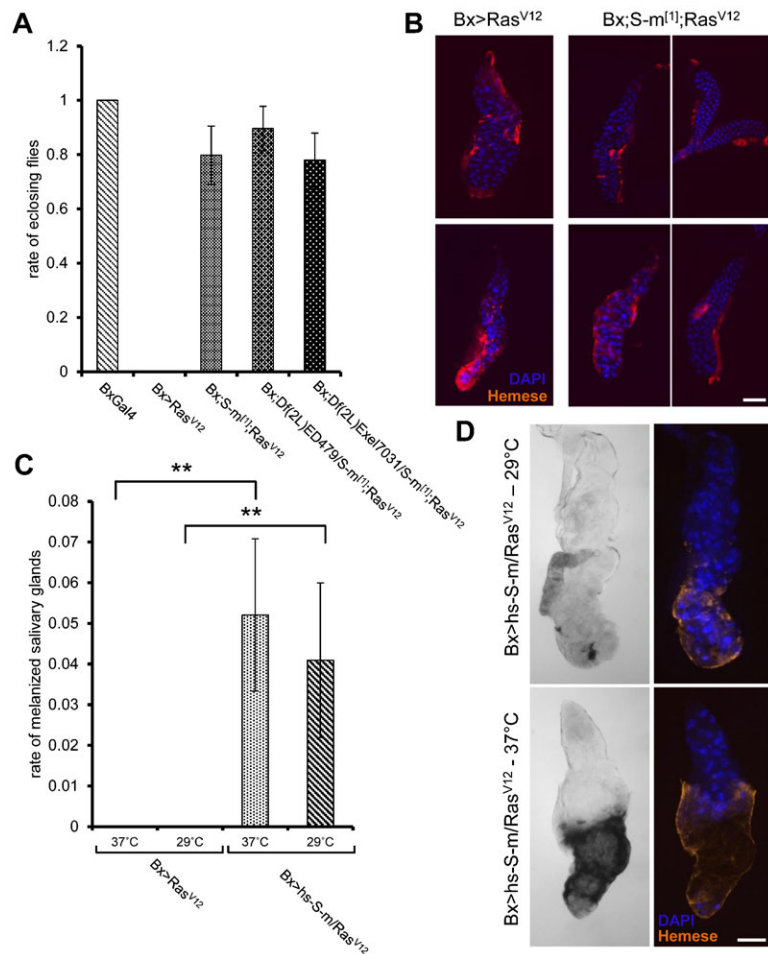 A
rate of eclosing flies
1.2
1
0.8
0.6
0.4
0.2
0
BxGal4
Bx>Ras^V12
Bx;S-m^[1];Ras^V12
Bx;Df(2L)ED479/S-m^[1];Ras^V12
Bx;Df(2L)Exel7031/S-m^[1];Ras^V12
B
Bx>Ras^V12
Bx;S-m^[1];Ras^V12
DAPI
Hemese
C
rate of melanized salivary glands
0.08
0.07
0.06
0.05
0.04
0.03
0.02
0.01
0
**
**
37°C
29°C
37°C
29°C
Bx>Ras^V12
Bx>hs-S-m/Ras^V12
D
Bx>hs-S-m/Ras^V12 – 29°C
Bx>hs-S-m/Ras^V12 - 37°C
DAPI
Hemese